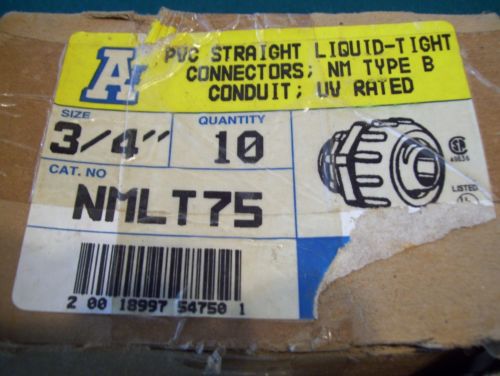 AI
PVC STRAIGHT LIQUID-TIGHT
CONNECTORS; NM TYPE B
CONDUIT; UV RATED
SIZE
3/4"
QUANTITY
10
CAT. NO
NMLT75
LISTED
2 00 18997 54750 1